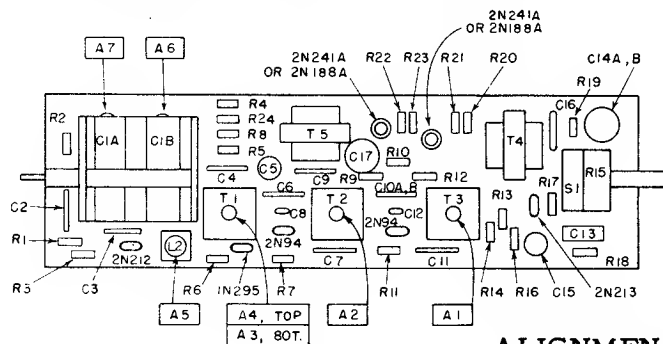 A7 A6 2N241A OR 2N188A R22 R23 2N241A OR 2N188A R21 R20 C14A, B
R19
R2 C1A C1B R4 R24 R8 R5 T5 C16
C17 T4
C4 C5 C9 R10 R9 R12 S1 R15
C2 C6 C10A,B R13 R17
T1 C8 T2 C12 T3
R1 2N94 2N94 C13
R3 C3 2N212 L2 C7 C11 R18
R6 1N295 R7 R11 R14 R16 C15 2N213
A5 A4, TOP A2 A1
A3, BOT.
ALIGNMEN